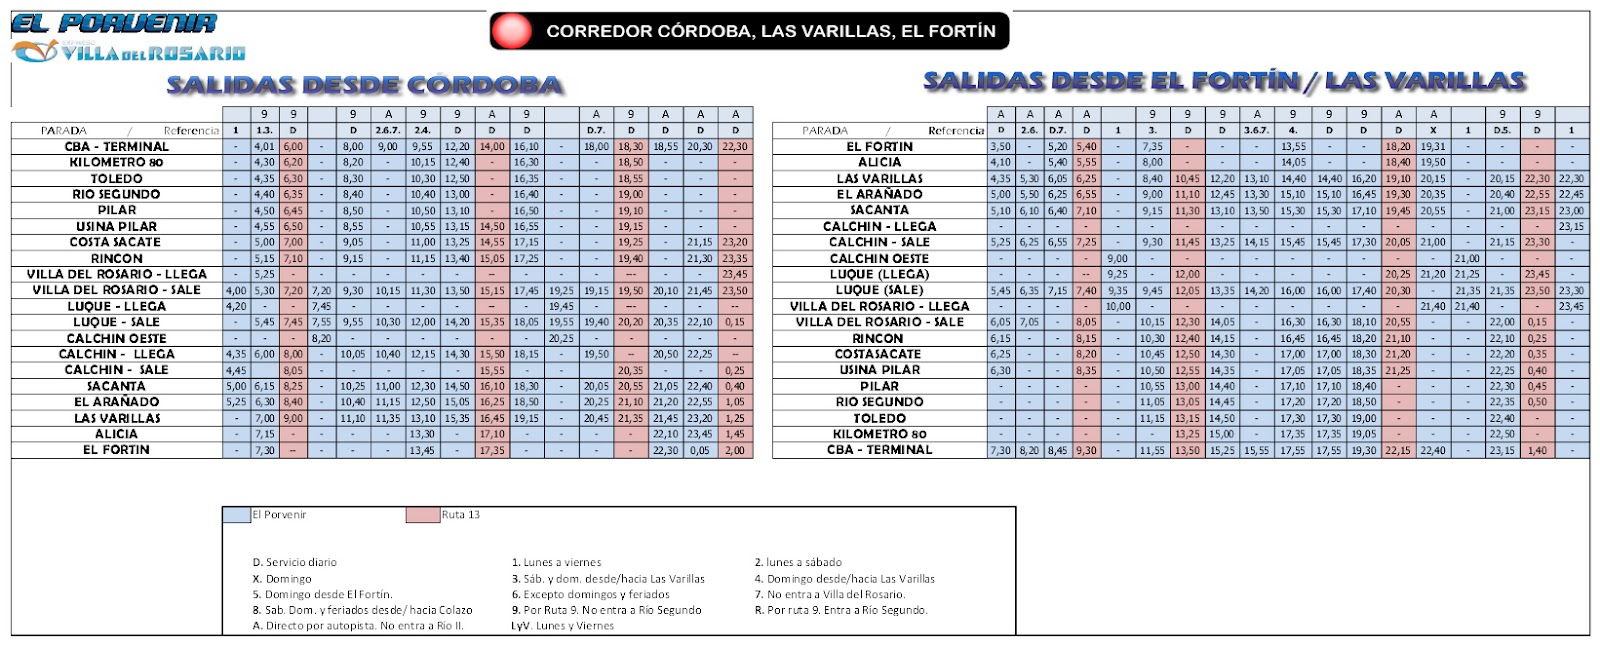 EL PORVENIR
EXPRESO
VILLA DEL ROSARIO
CORREDOR CÓRDOBA, LAS VARILLAS, EL FORTÍN
SALIDAS DESDE CÓRDOBA
9 9 9 A 9 9 A 9 A 9 A A A
PARADA / Referencia 1 1.3. D D 2.6.7. 2.4. D D D D.7. D D D D
CBA - TERMINAL - 4,01 6,00 - 8,00 9,00 9,55 12,20 14,00 16,10 - 18,00 18,30 18,55 20,30 22,30
KILOMETRO 80 - 4,30 6,20 - 8,20 - 10,15 12,40 - 16,30 - - 18,50 - - -
TOLEDO - 4,35 6,30 - 8,30 - 10,30 12,50 - 16,35 - - 18,55 - - -
RIO SEGUNDO - 4,40 6,35 - 8,40 - 10,40 13,00 - 16,40 - - 19,00 - - -
PILAR - 4,50 6,45 - 8,50 - 10,50 13,10 - 16,50 - - 19,10 - - -
USINA PILAR - 4,55 6,50 - 8,55 - 10,55 13,15 14,50 16,55 - - 19,15 - - -
COSTA SACATE - 5,00 7,00 - 9,05 - 11,00 13,25 14,55 17,15 - - 19,25 - 21,15 23,20
RINCON - 5,15 7,10 - 9,15 - 11,15 13,40 15,05 17,25 - - 19,40 - 21,30 23,35
VILLA DEL ROSARIO - LLEGA - 5,25 - - - - - - -- - - - --- - - 23,45
VILLA DEL ROSARIO - SALE 4,00 5,30 7,20 7,20 9,30 10,15 11,30 13,50 15,15 17,45 19,25 19,15 19,50 20,10 21,45 23,50
LUQUE - LLEGA 4,20 - - 7,45 - - - - -- - 19,45 - --- - - --
LUQUE - SALE 5,45 7,45 7,55 9,55 10,30 12,00 14,20 15,35 18,05 19,55 19,40 20,20 20,35 22,10 0,15
CALCHIN OESTE - - - 8,20 - - - - - - 20,25 - - - - -
CALCHIN - LLEGA 4,35 6,00 8,00 - 10,05 10,40 12,15 14,30 15,50 18,15 - 19,50 -- 20,50 22,25 --
CALCHIN - SALE 4,45 8,05 - - - - - 15,55 - - - 20,35 - - 0,25
SACANTA 5,00 6,15 8,25 - 10,25 11,00 12,30 14,50 16,10 18,30 - 20,05 20,55 21,05 22,40 0,40
EL ARAÑADO 5,25 6,30 8,40 - 10,40 11,15 12,50 15,05 16,25 18,50 - 20,25 21,10 21,20 22,55 1,05
LAS VARILLAS - 7,00 9,00 - 11,10 11,35 13,10 15,35 16,45 19,15 - 20,45 21,35 21,45 23,20 1,25
ALICIA - 7,15 - - - - 13,30 - 17,10 - - - - 22,10 23,45 1,45
EL FORTIN - 7,30 -- - - - 13,45 - 17,35 - - - - 22,30 0,05 2,00
SALIDAS DESDE EL FORTÍN / LAS VARILLAS
A A A A 9 9 9 9 9 9 9 A A 9 9
PARADA / Referencia D 2.6. D.7. D 1 3. D D 3.6.7. 4. D D D X 1 D.5. D 1
EL FORTIN 3,50 - 5,20 5,40 7,35 - - - 13,55 - - 18,20 19,31 - - - -
ALICIA 4,10 - 5,40 5,55 8,00 - - - 14,05 - - 18,40 19,50 - - - -
LAS VARILLAS 4,35 5,30 6,05 6,25 - 8,40 10,45 12,20 13,10 14,40 14,40 16,20 19,10 20,15 - 20,15 22,30 22,30
EL ARAÑADO 5,00 5,50 6,25 6,55 - 9,00 11,10 12,45 13,30 15,10 15,10 16,45 19,30 20,35 - 20,40 22,55 22,45
SACANTA 5,10 6,10 6,40 7,10 - 9,15 11,30 13,10 13,50 15,30 15,30 17,10 19,45 20,55 - 21,00 23,15 23,00
CALCHIN - LLEGA - - - - - - - - - - - - - - - - - 23,15
CALCHIN - SALE 5,25 6,25 6,55 7,25 - 9,30 11,45 13,25 14,15 15,45 15,45 17,30 20,05 21,00 - 21,15 23,30 -
CALCHIN OESTE - - - - 9,00 - - - - - - - - - 21,00 - - -
LUQUE (LLEGA) - - - -- 9,25 - 12,00 - - - - - 20,25 21,20 21,25 - 23,45 -
LUQUE (SALE) 5,45 6,35 7,15 7,40 9,35 9,45 12,05 13,35 14,20 16,00 16,00 17,40 20,30 - 21,35 21,35 23,50 23,30
VILLA DEL ROSARIO - LLEGA - - - - 10,00 - - - - - - - - 21,40 21,40 - - 23,45
VILLA DEL ROSARIO - SALE 6,05 7,05 - 8,05 - 10,15 12,30 14,05 - 16,30 16,30 18,10 20,55 - - 22,00 0,15 -
RINCON 6,15 - - 8,15 - 10,30 12,40 14,15 - 16,45 16,45 18,20 21,10 - - 22,10 0,25 -
COSTASACATE 6,25 - - 8,20 - 10,45 12,50 14,30 - 17,00 17,00 18,30 21,20 - - 22,20 0,35 -
USINA PILAR 6,30 - - 8,35 - 10,50 12,55 14,35 - 17,05 17,05 18,35 21,25 - - 22,25 0,40 -
PILAR - - - - - 10,55 13,00 14,40 - 17,10 17,10 18,40 - - - 22,30 0,45 -
RIO SEGUNDO - - - - - 11,05 13,05 14,45 - 17,20 17,20 18,50 - - - 22,35 0,50 -
TOLEDO - - - - - 11,15 13,15 14,50 - 17,30 17,30 19,00 - - - 22,40 - -
KILOMETRO 80 - - - - - - 13,25 15,00 - 17,35 17,35 19,05 - - - 22,50 - -
CBA - TERMINAL 7,30 8,20 8,45 9,30 - 11,55 13,50 15,25 15,55 17,55 17,55 19,30 22,15 22,40 - 23,15 1,40 -
El Porvenir Ruta 13
D. Servicio diario 1. Lunes a viernes 2. lunes a sábado
X. Domingo 3. Sáb. y dom. desde/hacia Las Varillas 4. Domingo desde/hacia Las Varillas
5. Domingo desde El Fortín. 6. Excepto domingos y feriados 7. No entra a Villa del Rosario.
8. Sab. Dom. y feriados desde/ hacia Colazo 9. Por Ruta 9. No entra a Río Segundo R. Por ruta 9. Entra a Río Segundo.
A. Directo por autopista. No entra a Río II. LyV. Lunes y Viernes